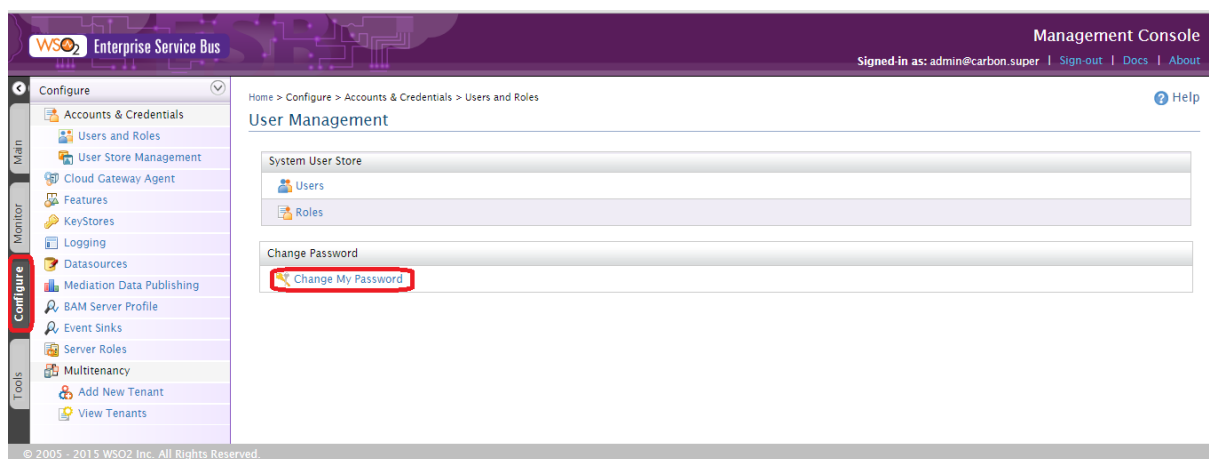 WSO2 Enterprise Service Bus
Management Console
Signed-in as: admin@carbon.super | Sign-out | Docs | About
Main
Monitor
Configure
Tools
Configure
Accounts & Credentials
Users and Roles
User Store Management
Cloud Gateway Agent
Features
KeyStores
Logging
Datasources
Mediation Data Publishing
BAM Server Profile
Event Sinks
Server Roles
Multitenancy
Add New Tenant
View Tenants
Home > Configure > Accounts & Credentials > Users and Roles
Help
User Management
System User Store
Users
Roles
Change Password
Change My Password
© 2005 - 2015 WSO2 Inc. All Rights Reserved.